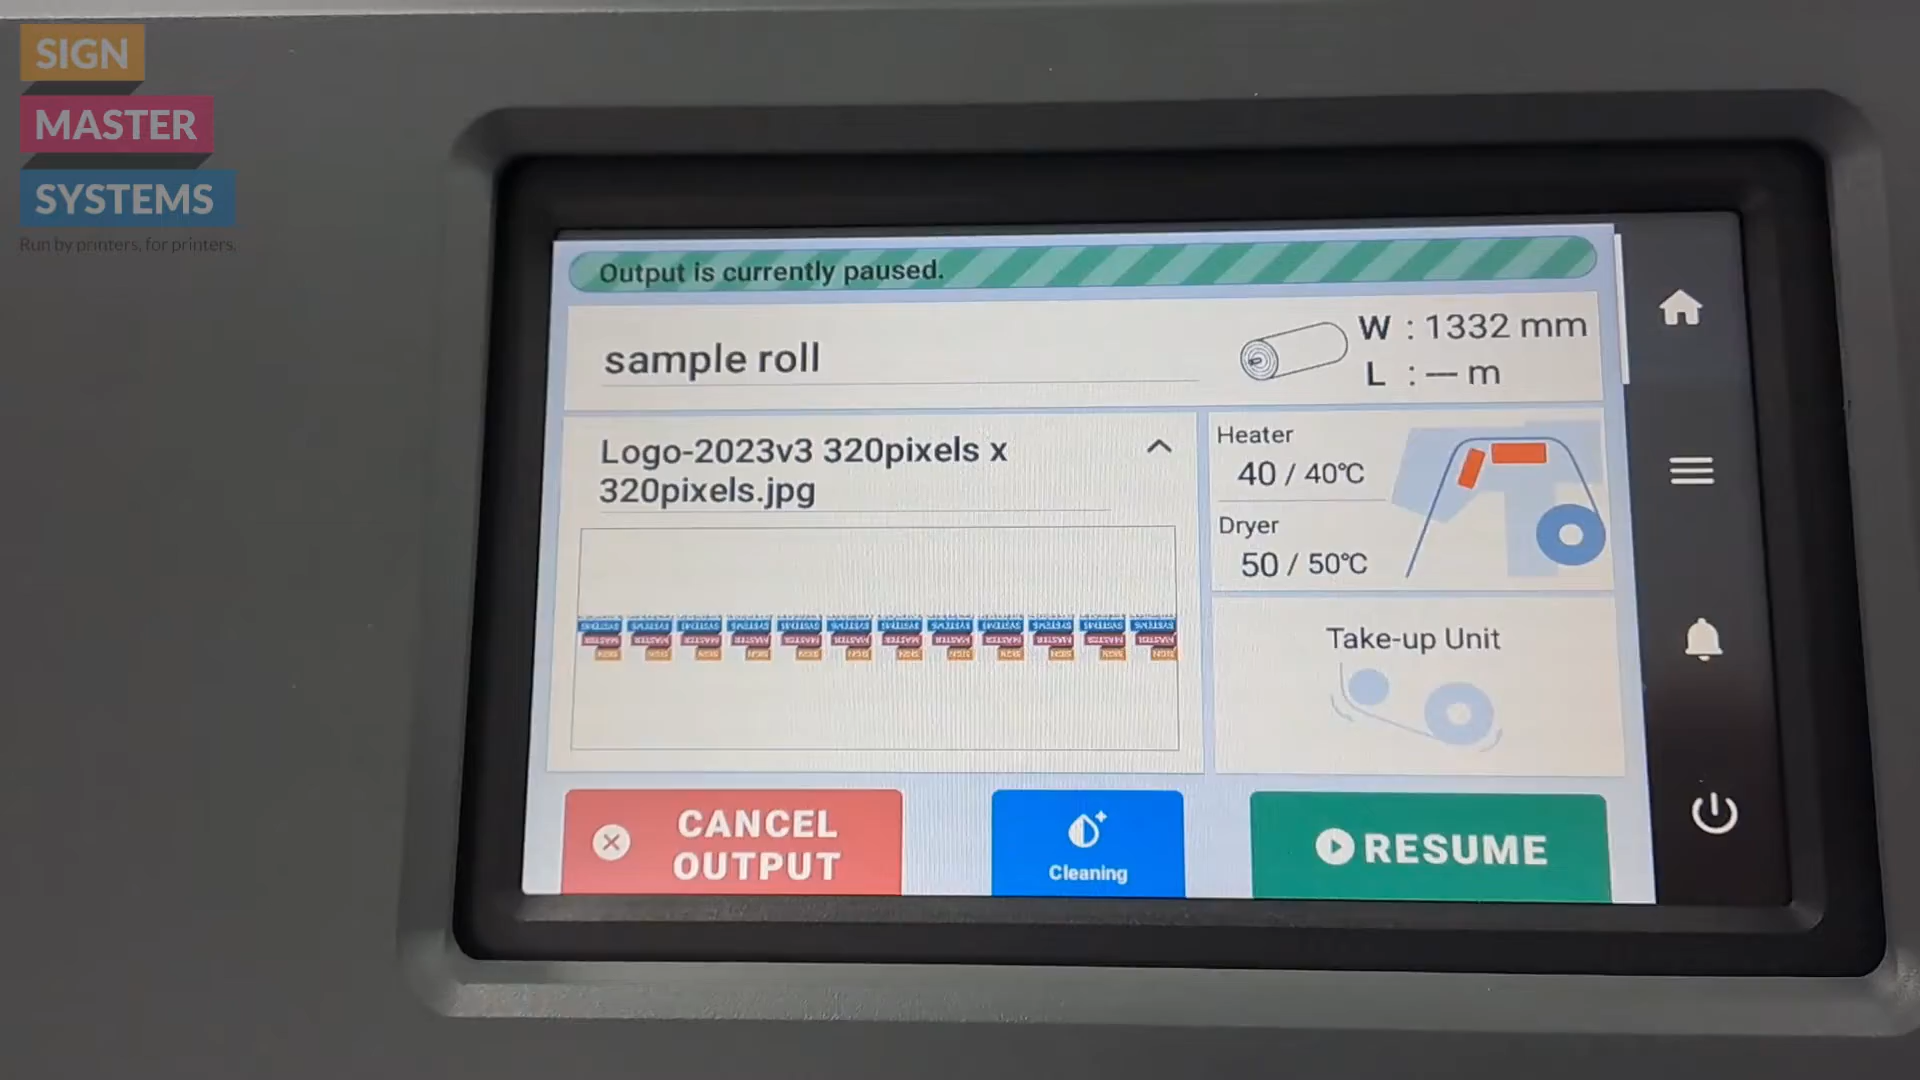 SIGN
MASTER
SYSTEMS
Run by printers, for printers.
Output is currently paused.
sample roll
W : 1332 mm
L : — m
Logo-2023v3 320pixels x
320pixels.jpg
Heater
40 / 40℃
Dryer
50 / 50℃
Take-up Unit
CANCEL
OUTPUT
Cleaning
RESUME